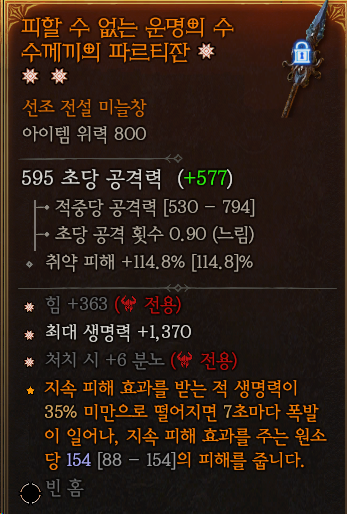 피할 수 없는 운명의 수
수께끼의 파르티잔
선조 전설 미늘창
아이템 위력 800
595 초당 공격력 (+577)
적중당 공격력 [530 - 794]
초당 공격 횟수 0.90 (느림)
취약 피해 +114.8% [114.8]%
힘 +363 ( 전용)
최대 생명력 +1,370
처치 시 +6 분노 ( 전용)
지속 피해 효과를 받는 적 생명력이
35% 미만으로 떨어지면 7초마다 폭발
이 일어나, 지속 피해 효과를 주는 원소
당 154 [88 - 154]의 피해를 줍니다.
빈 홈